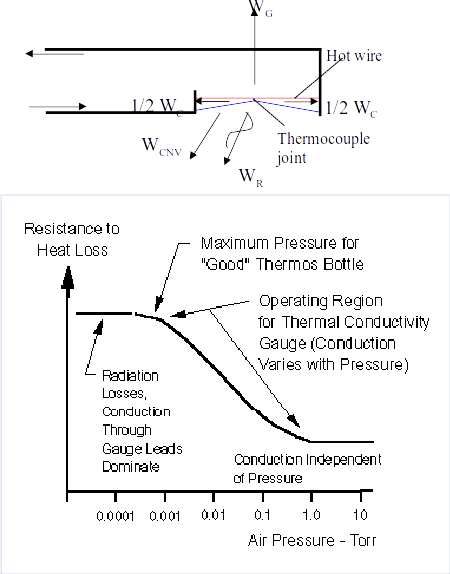 W_G
Hot wire
1/2 W_C
1/2 W_C
Thermocouple
joint
W_CNV
W_R
Resistance to
Heat Loss
Maximum Pressure for
"Good" Thermos Bottle
Operating Region
for Thermal Conductivity
Gauge (Conduction
Varies with Pressure)
Radiation
Losses,
Conduction
Through
Gauge Leads
Dominate
Conduction Independent
of Pressure
0.0001 0.001 0.01 0.1 1.0 10
Air Pressure - Torr